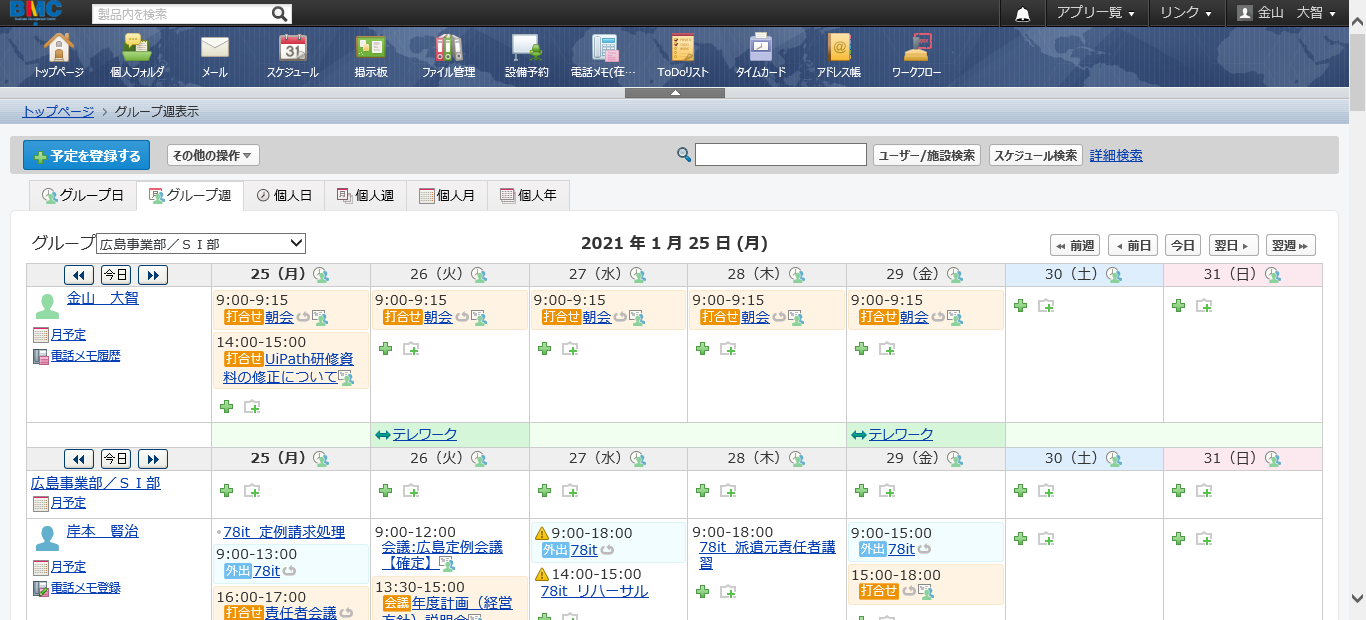 BMC
製品内を検索
アプリ一覧
リンク
金山　大智
トップページ
個人フォルダ
メール
スケジュール
掲示板
ファイル管理
設備予約
電話メモ(在…
ToDoリスト
タイムカード
アドレス帳
ワークフロー
トップページ > グループ週表示
予定を登録する
その他の操作
ユーザー/施設検索
スケジュール検索
詳細検索
グループ日
グループ週
個人日
個人週
個人月
個人年
グループ 広島事業部／ＳＩ部
2021 年 1 月 25 日 (月)
前週
前日
今日
翌日
翌週
今日
25（月）
26（火）
27（水）
28（木）
29（金）
30（土）
31（日）
金山　大智
月予定
電話メモ履歴
9:00-9:15
打合せ 朝会
14:00-15:00
打合せ UiPath研修資
料の修正について
9:00-9:15
打合せ 朝会
9:00-9:15
打合せ 朝会
9:00-9:15
打合せ 朝会
9:00-9:15
打合せ 朝会
テレワーク
テレワーク
今日
25（月）
26（火）
27（水）
28（木）
29（金）
30（土）
31（日）
広島事業部／ＳＩ部
月予定
岸本　賢治
月予定
電話メモ登録
78it 定例請求処理
9:00-13:00
外出 78it
16:00-17:00
打合せ 責任者会議
9:00-12:00
会議:広島定例会議
【確定】
13:30-15:00
会議 年度計画（経営
方針）説明会
9:00-18:00
外出 78it
14:00-15:00
78it リハーサル
9:00-18:00
78it 派遣元責任者講
習
9:00-15:00
外出 78it
15:00-18:00
打合せ